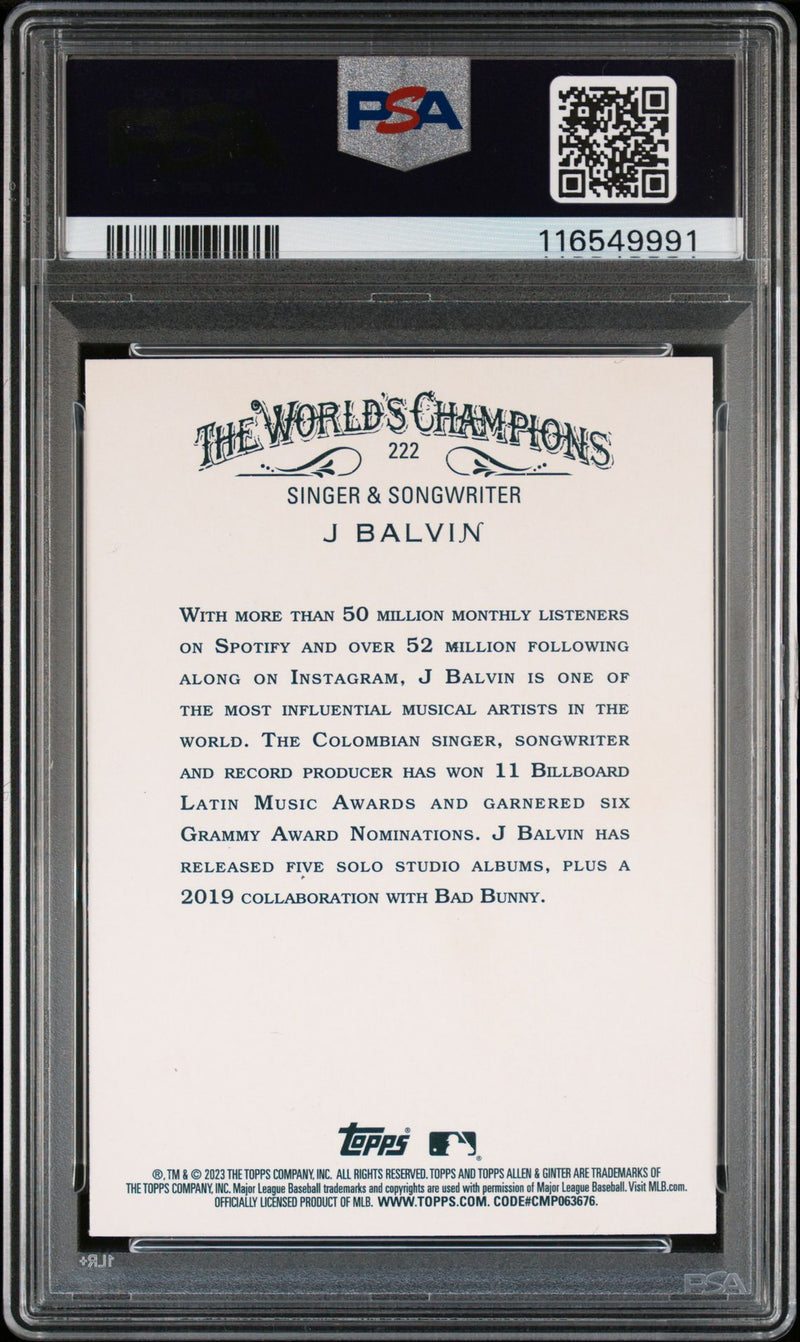 PSA
116549991
THE WORLD'S CHAMPIONS
222
SINGER & SONGWRITER
J BALVIN
WITH MORE THAN 50 MILLION MONTHLY LISTENERS
ON SPOTIFY AND OVER 52 MILLION FOLLOWING
ALONG ON INSTAGRAM, J BALVIN IS ONE OF
THE MOST INFLUENTIAL MUSICAL ARTISTS IN THE
WORLD. THE COLOMBIAN SINGER, SONGWRITER
AND RECORD PRODUCER HAS WON 11 BILLBOARD
LATIN MUSIC AWARDS AND GARNERED SIX
GRAMMY AWARD NOMINATIONS. J BALVIN HAS
RELEASED FIVE SOLO STUDIO ALBUMS, PLUS A
2019 COLLABORATION WITH BAD BUNNY.
Topps®
®, TM & © 2023 THE TOPPS COMPANY, INC. ALL RIGHTS RESERVED. TOPPS AND TOPPS ALLEN & GINTER ARE TRADEMARKS OF
THE TOPPS COMPANY, INC. Major League Baseball trademarks and copyrights are used with permission of Major League Baseball. Visit MLB.com.
OFFICIALLY LICENSED PRODUCT OF MLB. WWW.TOPPS.COM. CODE#CMP063676.
1LR+
PSA